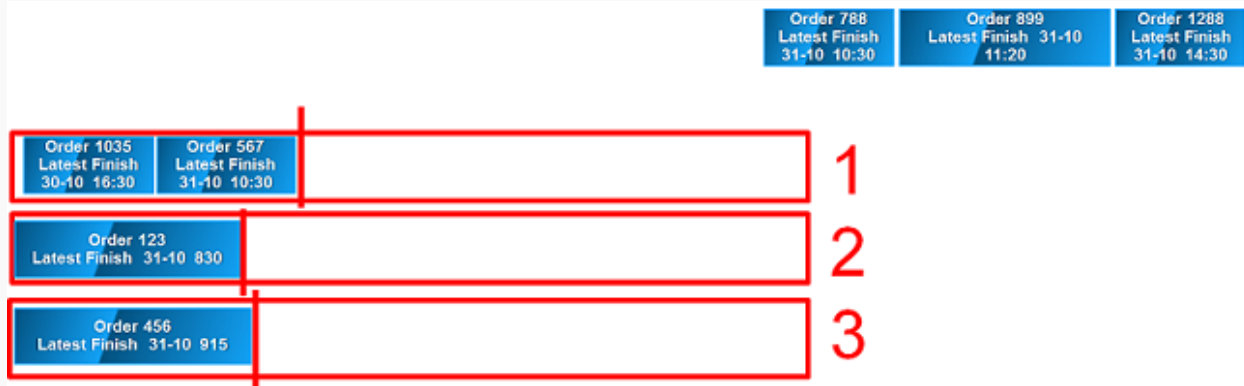 Order 788
Latest Finish
31-10 10:30
Order 899
Latest Finish 31-10
11:20
Order 1288
Latest Finish
31-10 14:30
Order 1035
Latest Finish
30-10 16:30
Order 567
Latest Finish
31-10 10:30
1
Order 123
Latest Finish 31-10 830
2
Order 456
Latest Finish 31-10 915
3